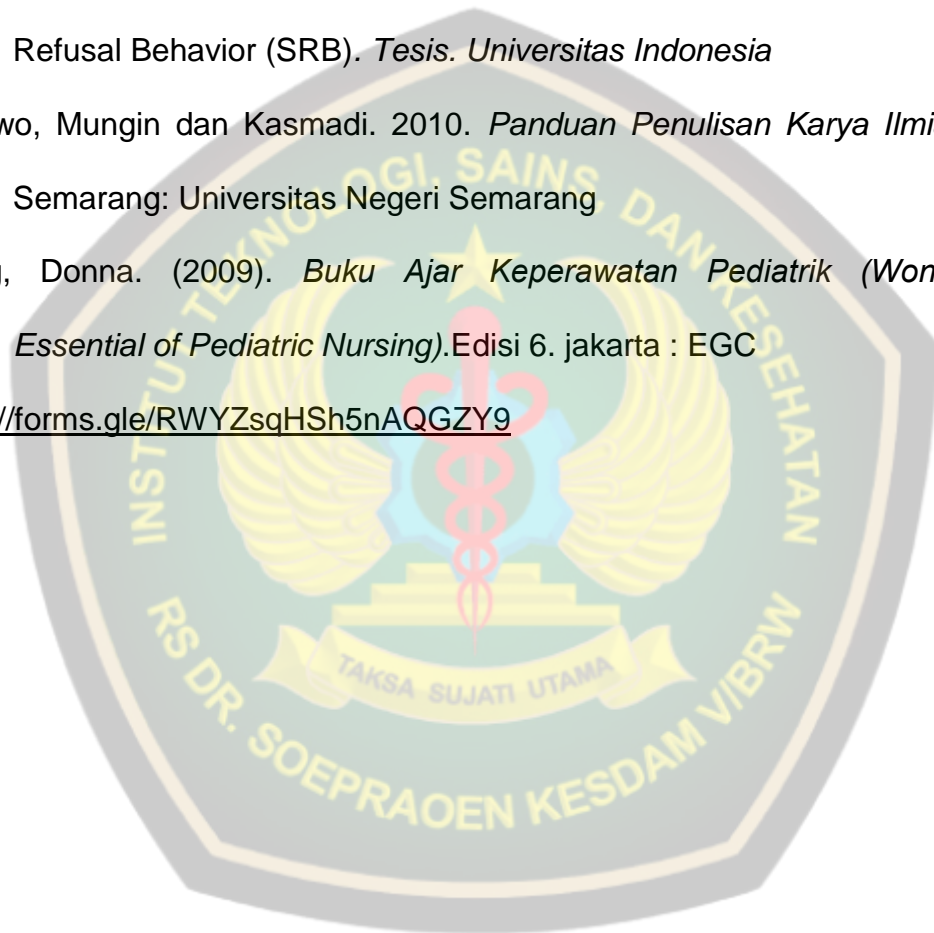 Refusal Behavior (SRB). Tesis. Universitas Indonesia
wo, Mungin dan Kasmadi. 2010. Panduan Penulisan Karya Ilmi
Semarang: Universitas Negeri Semarang
g, Donna. (2009). Buku Ajar Keperawatan Pediatrik (Won
Essential of Pediatric Nursing).Edisi 6. jakarta : EGC
//forms.gle/RWYZsqHSh5nAQGZY9
INSTITUT TEKNOLOGI, SAINS, DAN KESEHATAN
TAKSA SUJATI UTAMA
RS DR. SOEPRAOEN KESDAM V/BRW